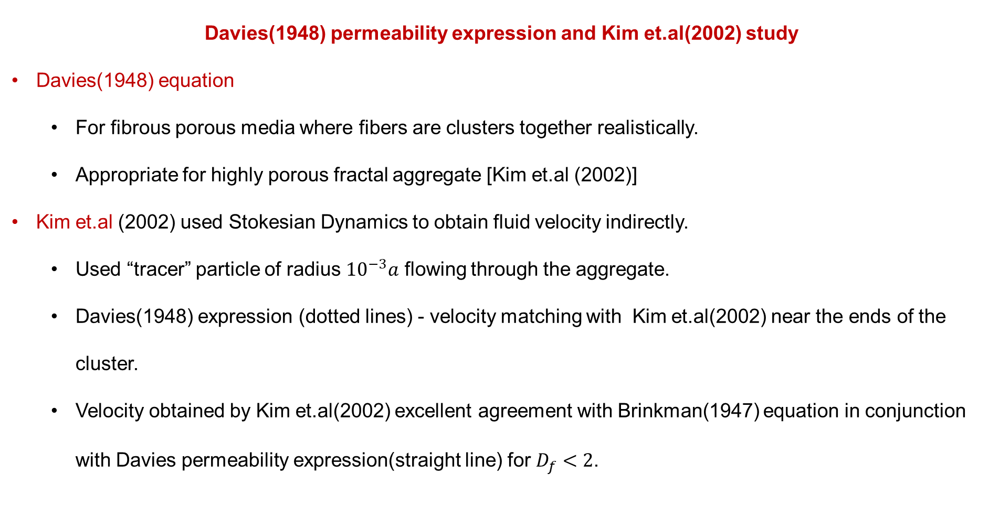 Davies(1948) permeability expression and Kim et.al(2002) study
• Davies(1948) equation
• For fibrous porous media where fibers are clusters together realistically.
• Appropriate for highly porous fractal aggregate [Kim et.al (2002)]
• Kim et.al (2002) used Stokesian Dynamics to obtain fluid velocity indirectly.
• Used “tracer” particle of radius 10⁻³𝑎 flowing through the aggregate.
• Davies(1948) expression (dotted lines) - velocity matching with Kim et.al(2002) near the ends of the
cluster.
• Velocity obtained by Kim et.al(2002) excellent agreement with Brinkman(1947) equation in conjunction
with Davies permeability expression(straight line) for 𝐷_𝑓 < 2.